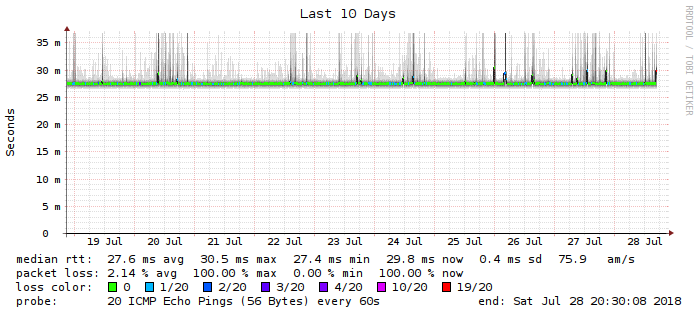 Last 10 Days
RRDTOOL / TOBI OETIKER
Seconds
35 m
30 m
25 m
20 m
15 m
10 m
5 m
0
19 Jul 20 Jul 21 Jul 22 Jul 23 Jul 24 Jul 25 Jul 26 Jul 27 Jul 28 Jul
median rtt: 27.6 ms avg 30.5 ms max 27.4 ms min 29.8 ms now 0.4 ms sd 75.9 am/s
packet loss: 2.14 % avg 100.00 % max 0.00 % min 100.00 % now
loss color: 0 1/20 2/20 3/20 4/20 10/20 19/20
probe: 20 ICMP Echo Pings (56 Bytes) every 60s end: Sat Jul 28 20:30:08 2018